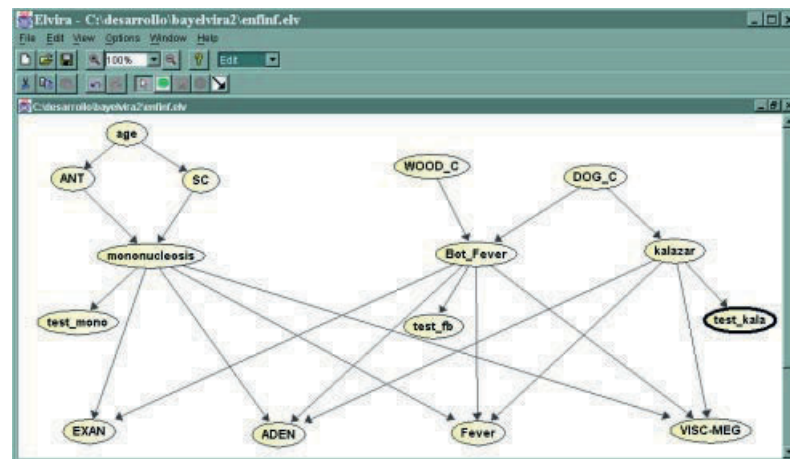 Elvira - C:\desarrollo\bayelvira2\enfinf.elv
File Edit View Options Window Help
100% Edit
C:\desarrollo\bayelvira2\enfinf.elv
age
WOOD_C
ANT SC DOG_C
mononucleosis Bot_Fever kalazar
test_mono test_fb test_kala
EXAN ADEN Fever VISC-MEG